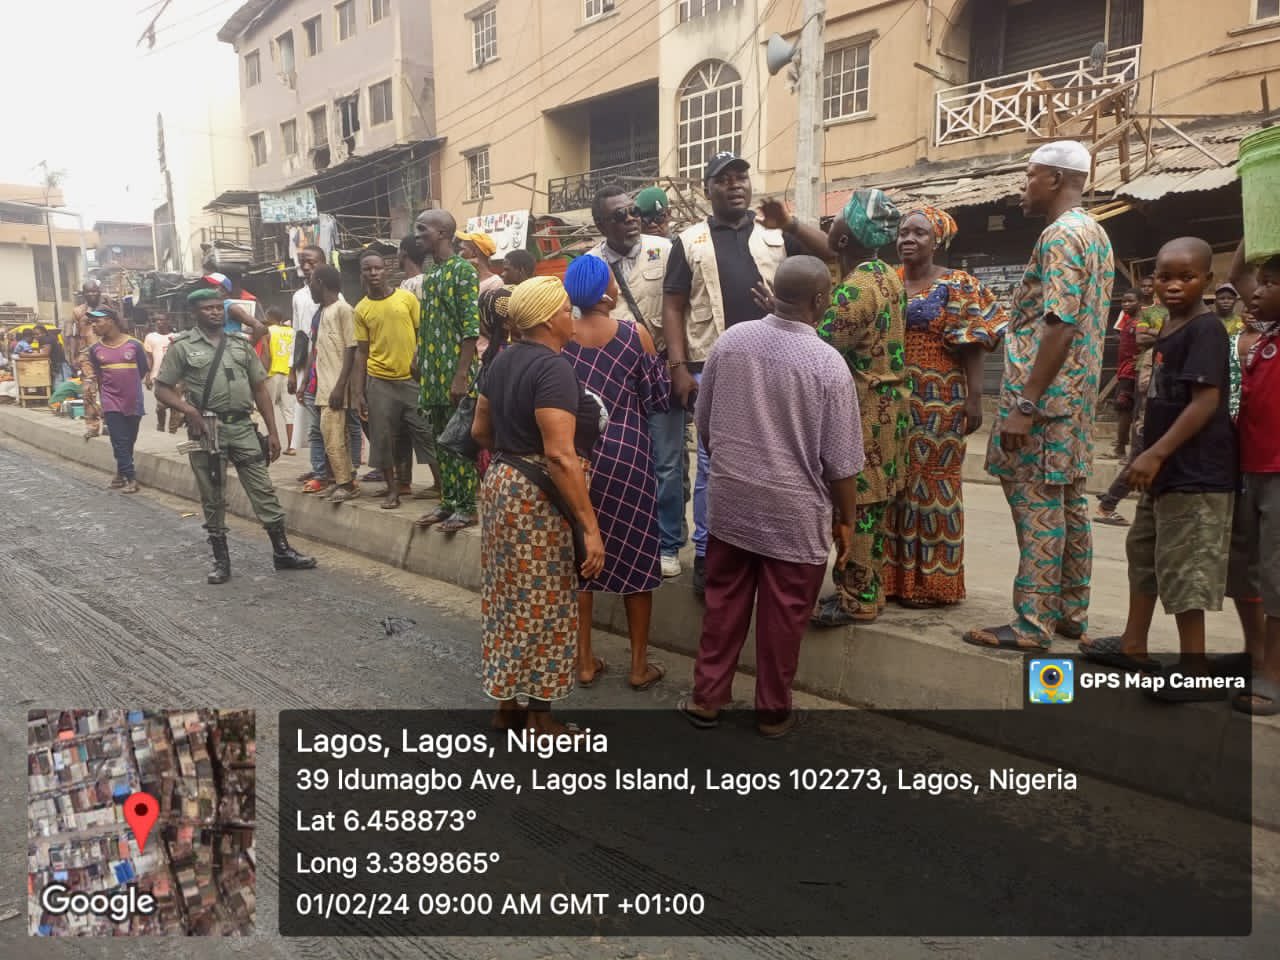 GPS Map Camera
Lagos, Lagos, Nigeria
39 Idumagbo Ave, Lagos Island, Lagos 102273, Lagos, Nigeria
Lat 6.458873°
Long 3.389865°
01/02/24 09:00 AM GMT +01:00
Google